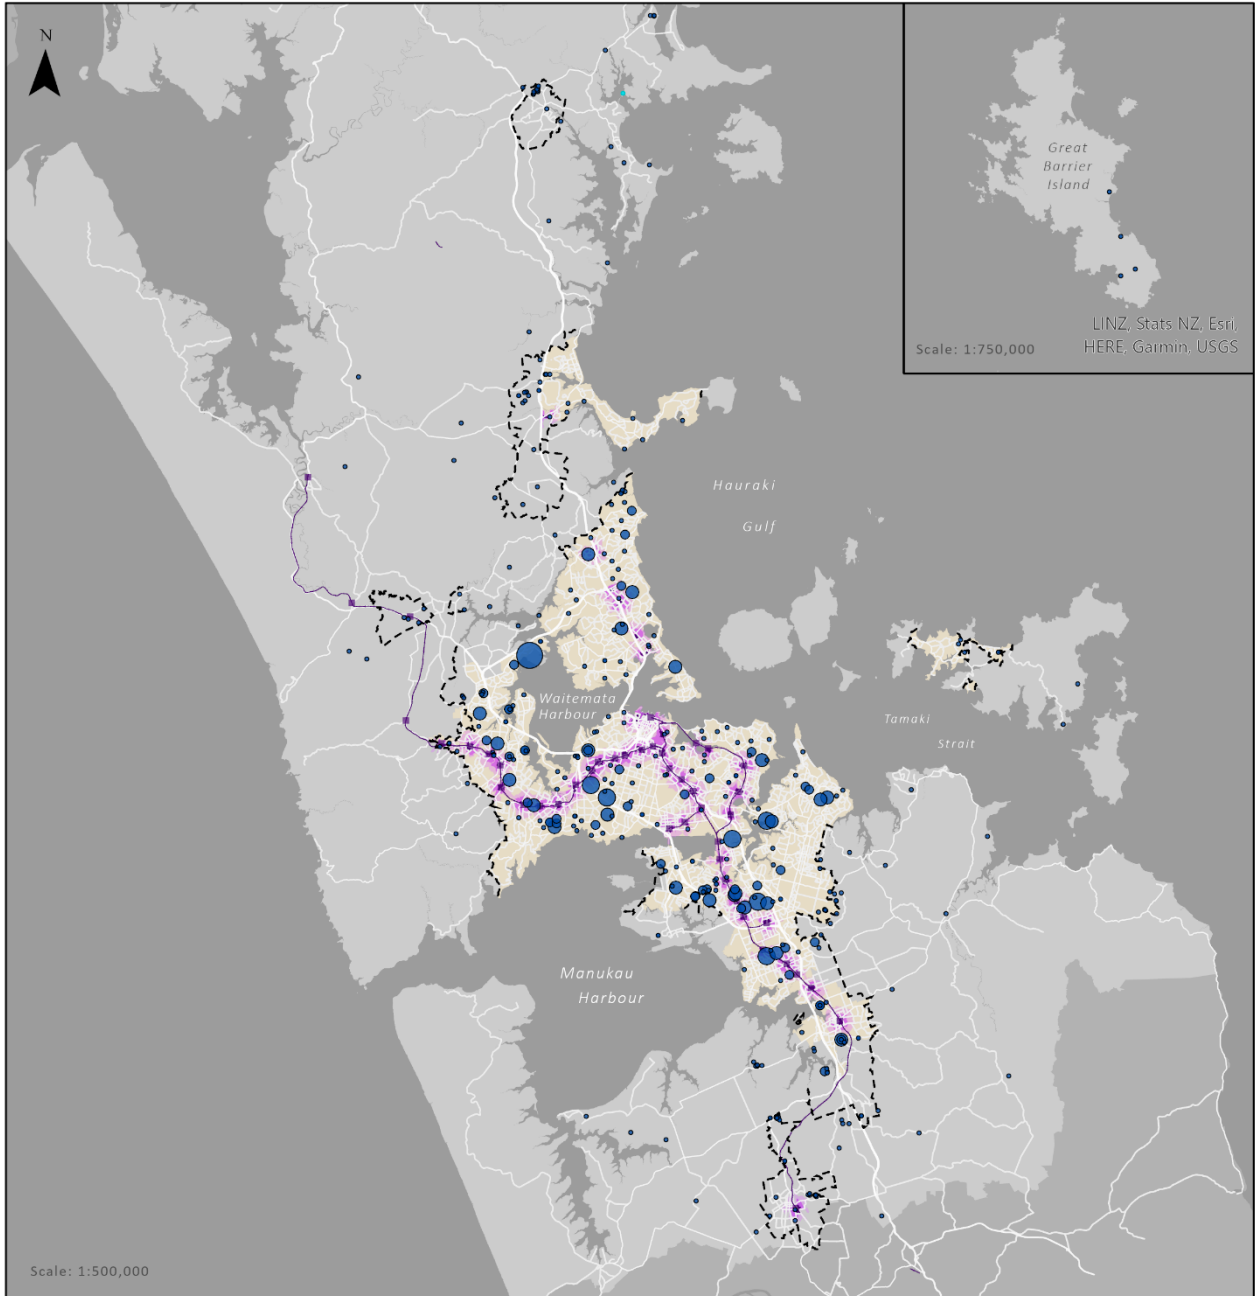 N
Great
Barrier
Island
LINZ, Stats NZ, Esri,
HERE, Garmin, USGS
Scale: 1:750,000
Hauraki
Gulf
Waitemata
Harbour
Tamaki
Strait
Manukau
Harbour
Scale: 1:500,000